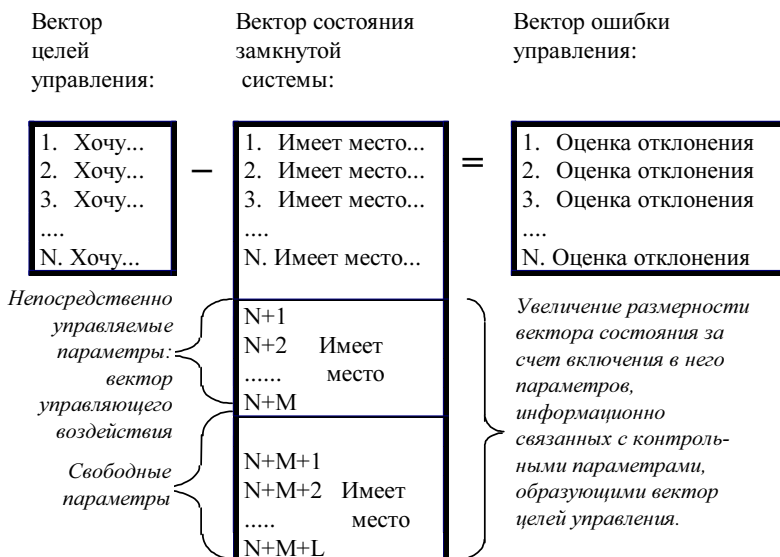 Вектор
целей
управления:
Вектор состояния
замкнутой
системы:
Вектор ошибки
управления:
1. Хочу...
2. Хочу...
3. Хочу...
....
N. Хочу...
–
1. Имеет место...
2. Имеет место...
3. Имеет место...
....
N. Имеет место...
=
1. Оценка отклонения
2. Оценка отклонения
3. Оценка отклонения
....
N. Оценка отклонения
Непосредственно
управляемые
параметры:
вектор
управляющего
воздействия
N+1
N+2 Имеет
...... место
N+M
Свободные
параметры
N+M+1
N+M+2 Имеет
..... место
N+M+L
Увеличение размерности
вектора состояния за
счет включения в него
параметров,
информационно
связанных с контроль-
ными параметрами,
образующими вектор
целей управления.